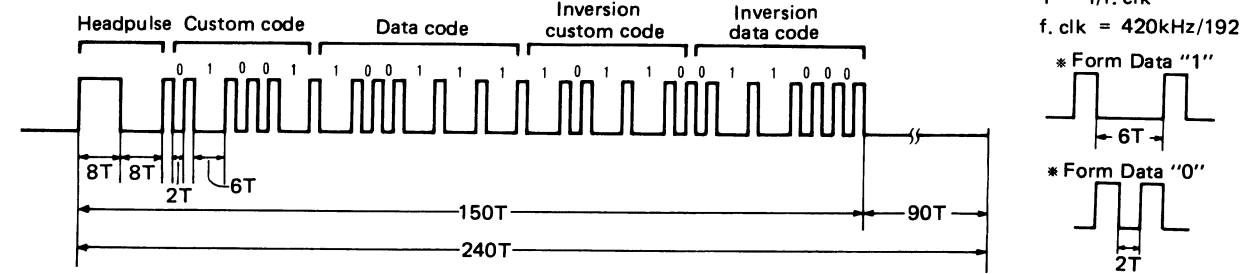 Headpulse Custom code Data code Inversion custom code Inversion data code
0 1 0 0 1 1 0 0 1 1 1 1 0 1 1 0 0 1 1 0 0 0
8T 8T 2T 6T
150T 90T
240T
f. clk = 420kHz/192
* Form Data "1"
6T
* Form Data "0"
2T